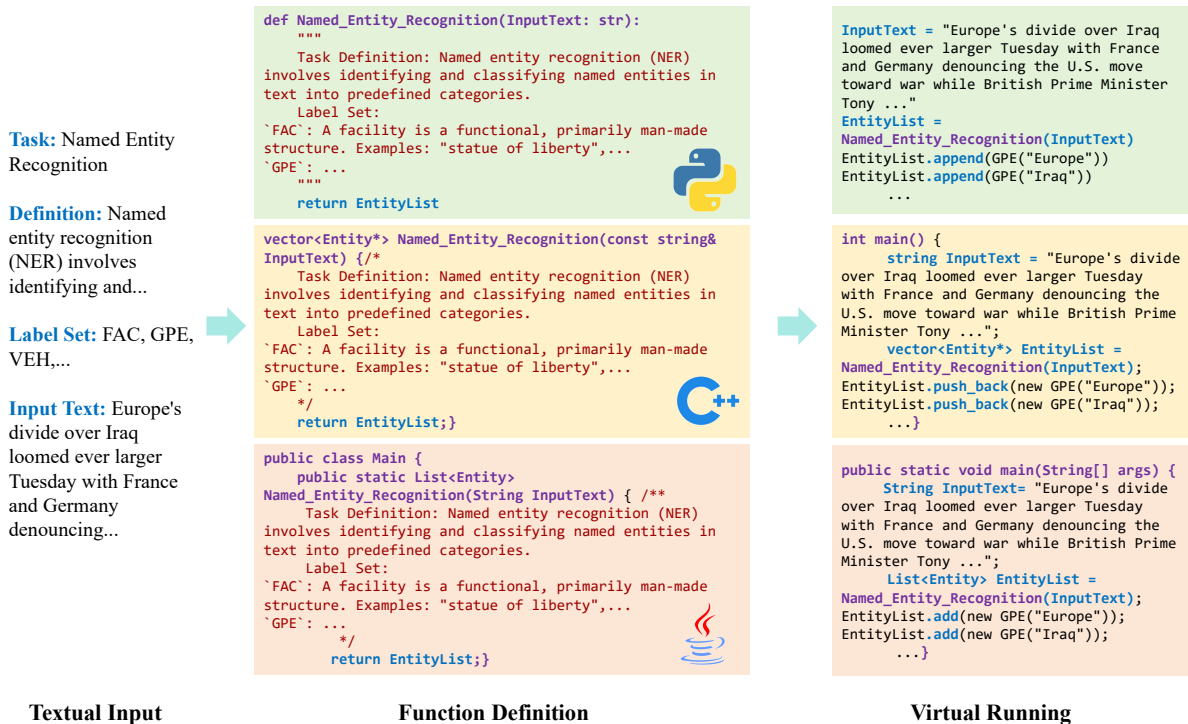 Task: Named Entity
Recognition
Definition: Named
entity recognition
(NER) involves
identifying and...
Label Set: FAC, GPE,
VEH,...
Input Text: Europe's
divide over Iraq
loomed ever larger
Tuesday with France
and Germany
denouncing...
Textual Input
def Named_Entity_Recognition(InputText: str):
"""
Task Definition: Named entity recognition (NER)
involves identifying and classifying named entities in
text into predefined categories.
Label Set:
`FAC`: A facility is a functional, primarily man-made
structure. Examples: "statue of liberty",...
`GPE`: ...
"""
return EntityList
vector<Entity*> Named_Entity_Recognition(const string&
InputText) {/*
Task Definition: Named entity recognition (NER)
involves identifying and classifying named entities in
text into predefined categories.
Label Set:
`FAC`: A facility is a functional, primarily man-made
structure. Examples: "statue of liberty",...
`GPE`: ...
*/
return EntityList;}
C++
public class Main {
public static List<Entity>
Named_Entity_Recognition(String InputText) { /**
Task Definition: Named entity recognition (NER)
involves identifying and classifying named entities in
text into predefined categories.
Label Set:
`FAC`: A facility is a functional, primarily man-made
structure. Examples: "statue of liberty",...
`GPE`: ...
*/
return EntityList;}
Function Definition
InputText = "Europe's divide over Iraq
loomed ever larger Tuesday with France
and Germany denouncing the U.S. move
toward war while British Prime Minister
Tony ..."
EntityList =
Named_Entity_Recognition(InputText)
EntityList.append(GPE("Europe"))
EntityList.append(GPE("Iraq"))
...
int main() {
string InputText = "Europe's divide
over Iraq loomed ever larger Tuesday
with France and Germany denouncing the
U.S. move toward war while British Prime
Minister Tony ...";
vector<Entity*> EntityList =
Named_Entity_Recognition(InputText);
EntityList.push_back(new GPE("Europe"));
EntityList.push_back(new GPE("Iraq"));
...}
public static void main(String[] args) {
String InputText= "Europe's divide
over Iraq loomed ever larger Tuesday
with France and Germany denouncing the
U.S. move toward war while British Prime
Minister Tony ...";
List<Entity> EntityList =
Named_Entity_Recognition(InputText);
EntityList.add(new GPE("Europe"));
EntityList.add(new GPE("Iraq"));
...}
Virtual Running